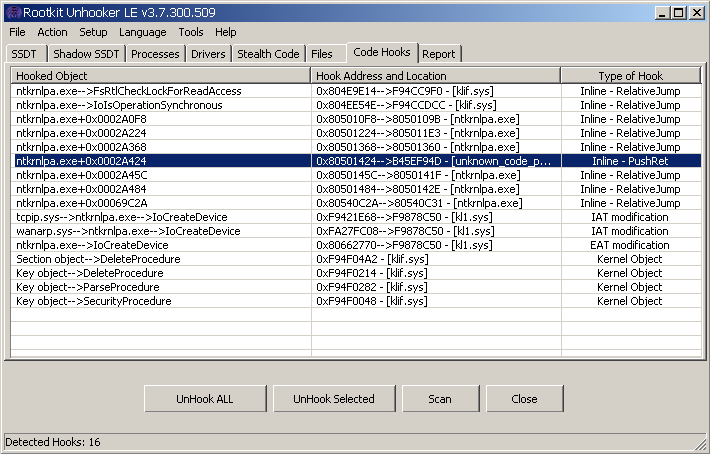 Rootkit Unhooker LE v3.7.300.509
File Action Setup Language Tools Help
SSDT Shadow SSDT Processes Drivers Stealth Code Files Code Hooks Report
Hooked Object Hook Address and Location Type of Hook
ntkrnlpa.exe-->FsRtlCheckLockForReadAccess 0x804E9E14-->F94CC9F0 - [klif.sys] Inline - RelativeJump
ntkrnlpa.exe-->IoIsOperationSynchronous 0x804EE54E-->F94CCDCC - [klif.sys] Inline - RelativeJump
ntkrnlpa.exe+0x0002A0F8 0x805010F8-->8050109B - [ntkrnlpa.exe] Inline - RelativeJump
ntkrnlpa.exe+0x0002A224 0x80501224-->805011E3 - [ntkrnlpa.exe] Inline - RelativeJump
ntkrnlpa.exe+0x0002A368 0x80501368-->80501360 - [ntkrnlpa.exe] Inline - RelativeJump
ntkrnlpa.exe+0x0002A424 0x80501424-->B45EF94D - [unknown_code_p... Inline - PushRet
ntkrnlpa.exe+0x0002A45C 0x8050145C-->8050141F - [ntkrnlpa.exe] Inline - RelativeJump
ntkrnlpa.exe+0x0002A484 0x80501484-->8050142E - [ntkrnlpa.exe] Inline - RelativeJump
ntkrnlpa.exe+0x00069C2A 0x80540C2A-->80540C31 - [ntkrnlpa.exe] Inline - RelativeJump
tcpip.sys-->ntkrnlpa.exe-->IoCreateDevice 0xF9421E68-->F9878C50 - [kl1.sys] IAT modification
wanarp.sys-->ntkrnlpa.exe-->IoCreateDevice 0xFA27FC08-->F9878C50 - [kl1.sys] IAT modification
ntkrnlpa.exe-->IoCreateDevice 0x80662770-->F9878C50 - [kl1.sys] EAT modification
Section object-->DeleteProcedure 0xF94F04A2 - [klif.sys] Kernel Object
Key object-->DeleteProcedure 0xF94F0214 - [klif.sys] Kernel Object
Key object-->ParseProcedure 0xF94F0282 - [klif.sys] Kernel Object
Key object-->SecurityProcedure 0xF94F0048 - [klif.sys] Kernel Object
UnHook ALL UnHook Selected Scan Close
Detected Hooks: 16